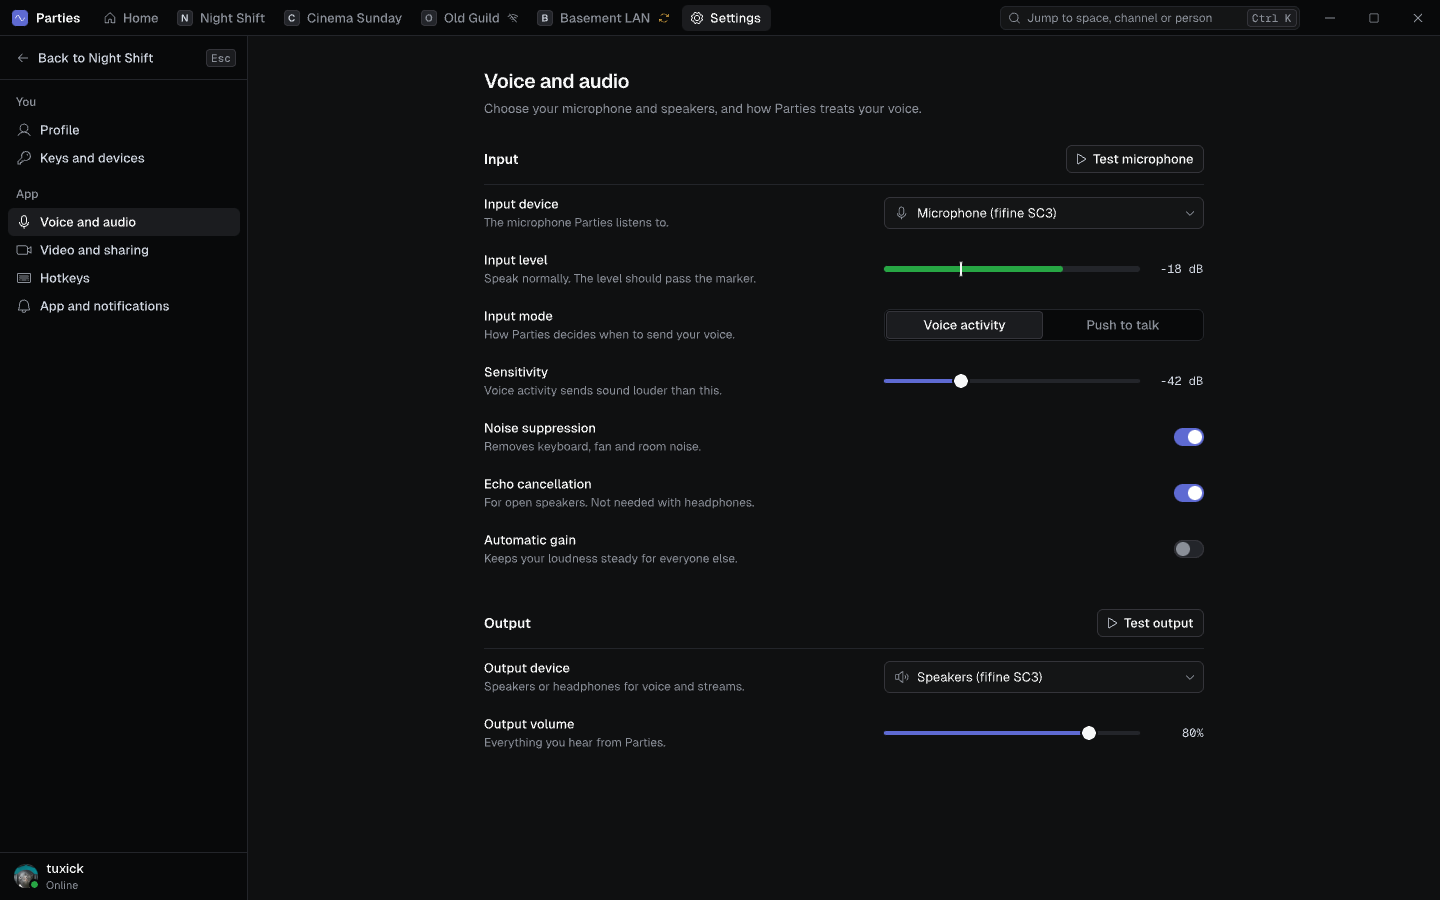 Parties
Home
N Night Shift
C Cinema Sunday
O Old Guild
B Basement LAN
Settings
Jump to space, channel or person
Ctrl K
Back to Night Shift
Esc
You
Profile
Keys and devices
App
Voice and audio
Video and sharing
Hotkeys
App and notifications
tuxick
Online
Voice and audio
Choose your microphone and speakers, and how Parties treats your voice.
Input
Test microphone
Input device
The microphone Parties listens to.
Microphone (fifine SC3)
Input level
Speak normally. The level should pass the marker.
-18 dB
Input mode
How Parties decides when to send your voice.
Voice activity
Push to talk
Sensitivity
Voice activity sends sound louder than this.
-42 dB
Noise suppression
Removes keyboard, fan and room noise.
Echo cancellation
For open speakers. Not needed with headphones.
Automatic gain
Keeps your loudness steady for everyone else.
Output
Test output
Output device
Speakers or headphones for voice and streams.
Speakers (fifine SC3)
Output volume
Everything you hear from Parties.
80%